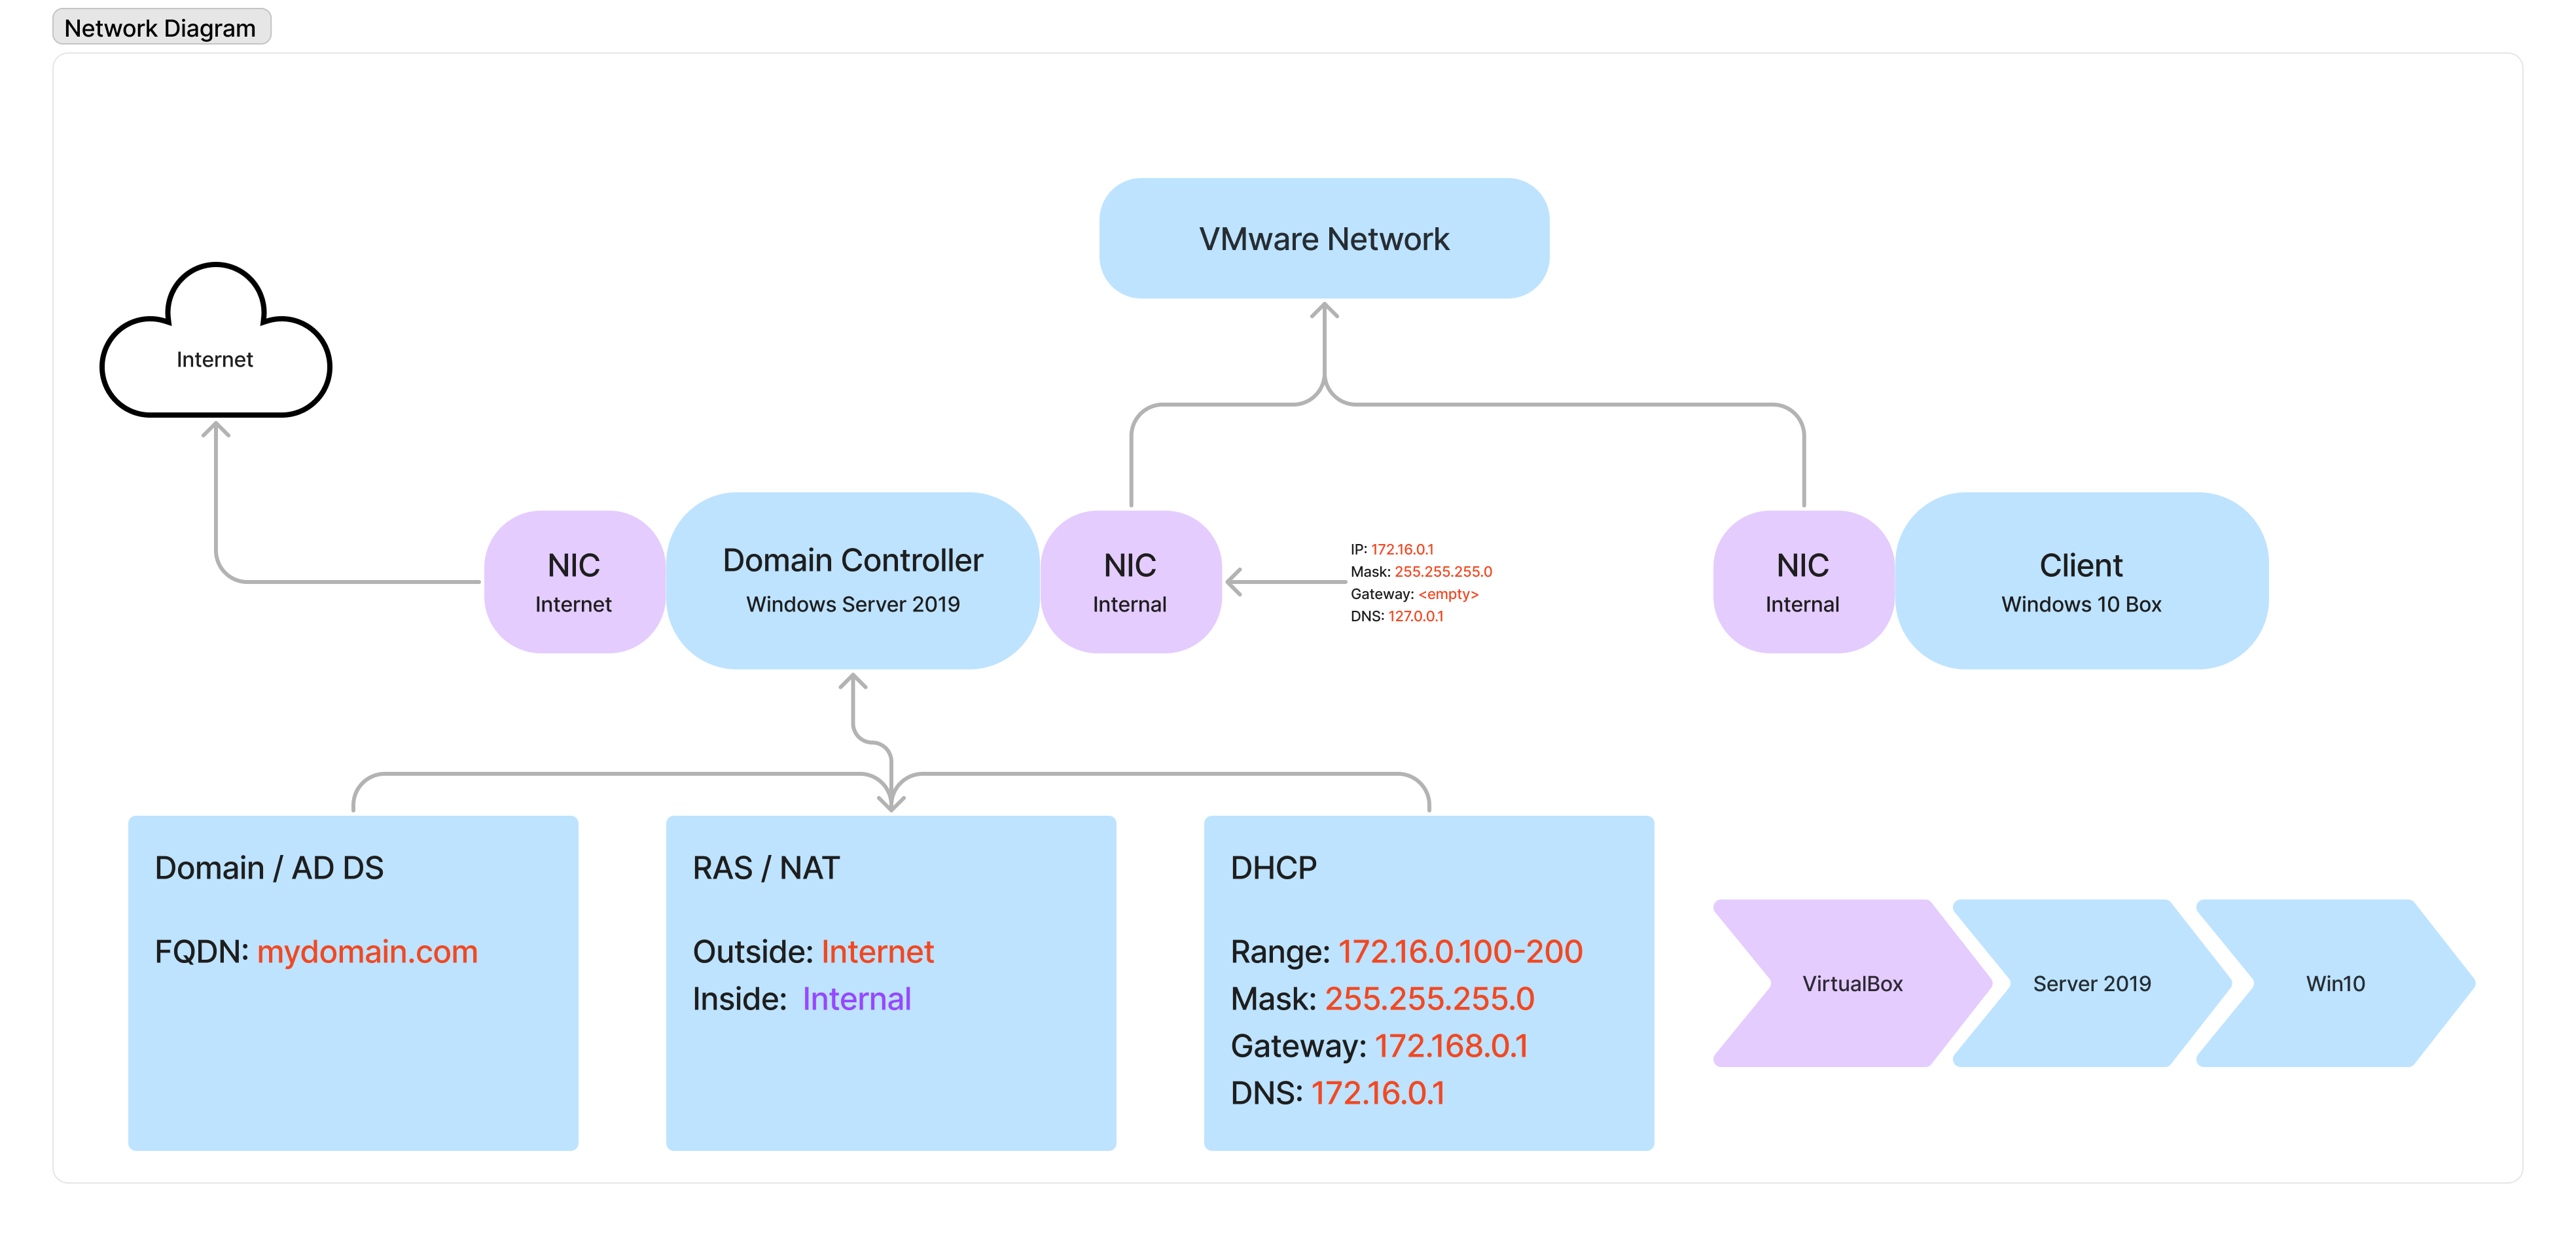 Network Diagram
VMware Network
Internet
NIC
Internet
Domain Controller
Windows Server 2019
NIC
Internal
IP: 172.16.0.1
Mask: 255.255.255.0
Gateway: <empty>
DNS: 127.0.0.1
NIC
Internal
Client
Windows 10 Box
Domain / AD DS
FQDN: mydomain.com
RAS / NAT
Outside: Internet
Inside: Internal
DHCP
Range: 172.16.0.100-200
Mask: 255.255.255.0
Gateway: 172.168.0.1
DNS: 172.16.0.1
VirtualBox
Server 2019
Win10